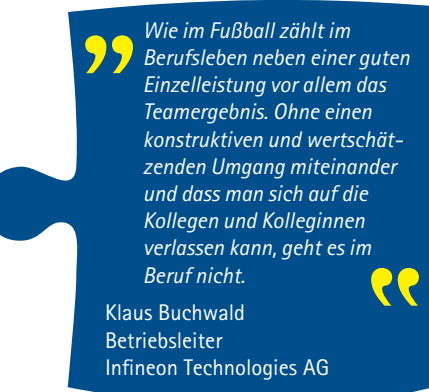 „
Wie im Fußball zählt im
Berufsleben neben einer guten
Einzelleistung vor allem das
Teamergebnis. Ohne einen
konstruktiven und wertschät-
zenden Umgang miteinander
und dass man sich auf die
Kollegen und Kolleginnen
verlassen kann, geht es im
Beruf nicht.
“
Klaus Buchwald
Betriebsleiter
Infineon Technologies AG